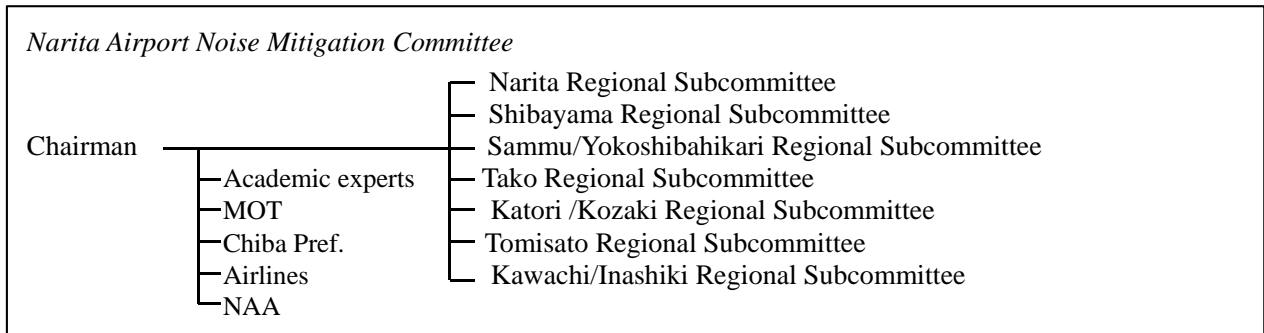 Narita Airport Noise Mitigation Committee
Narita Regional Subcommittee
Shibayama Regional Subcommittee
Chairman
Sammu/Yokoshibahikari Regional Subcommittee
Academic experts
Tako Regional Subcommittee
MOT
Katori /Kozaki Regional Subcommittee
Chiba Pref.
Tomisato Regional Subcommittee
Airlines
Kawachi/Inashiki Regional Subcommittee
NAA